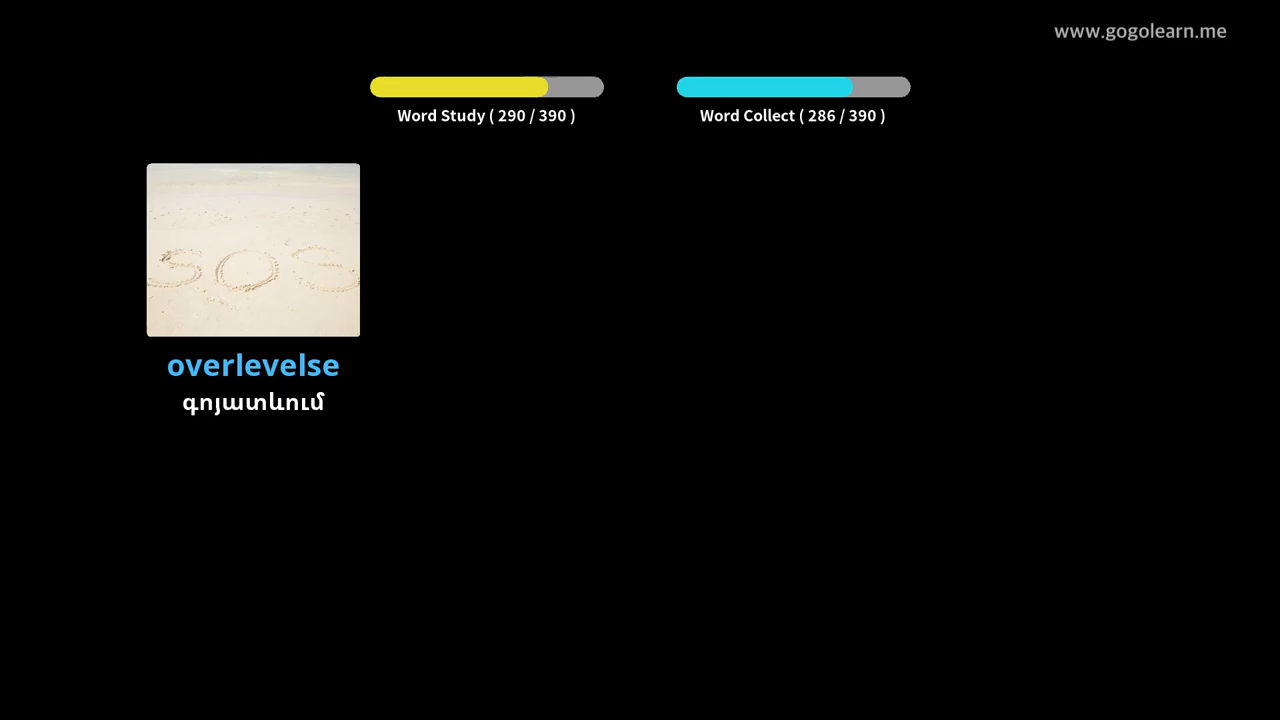 www.gogolearn.me
Word Study ( 290 / 390 )
Word Collect ( 286 / 390 )
SOS
overlevelse
գոյատևում